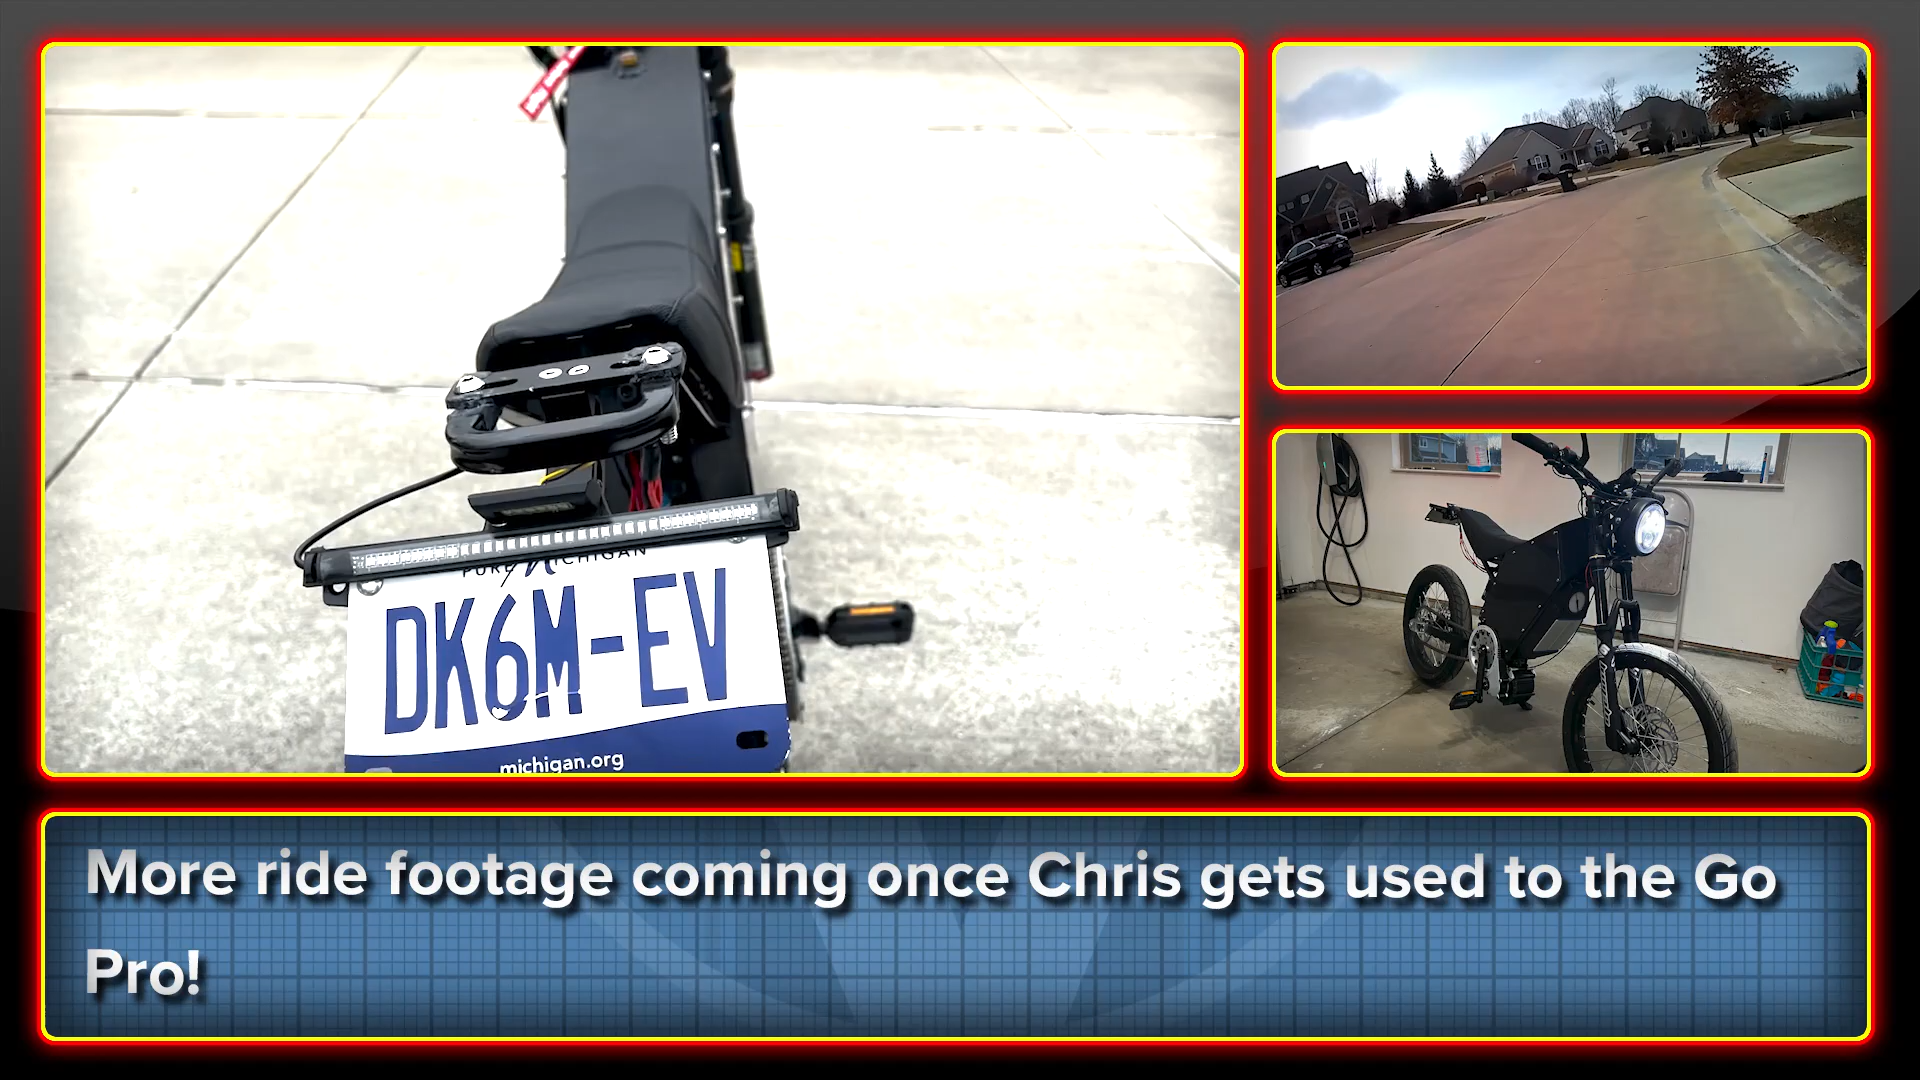 PURE MICHIGAN
DK6M-EV
michigan.org
More ride footage coming once Chris gets used to the Go
Pro!